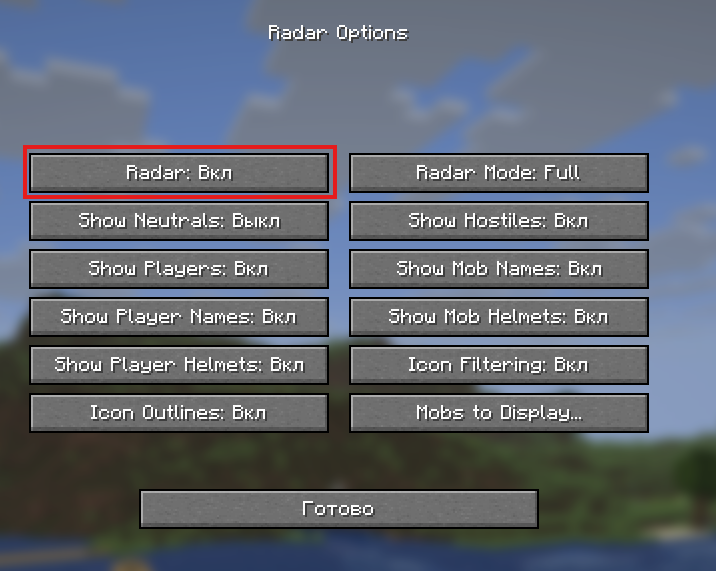 Radar Options
Radar: Вкл
Radar Mode: Full
Show Neutrals: Выкл
Show Hostiles: Вкл
Show Players: Вкл
Show Mob Names: Вкл
Show Player Names: Вкл
Show Mob Helmets: Вкл
Show Player Helmets: Вкл
Icon Filtering: Вкл
Icon Outlines: Вкл
Mobs to Display...
Готово